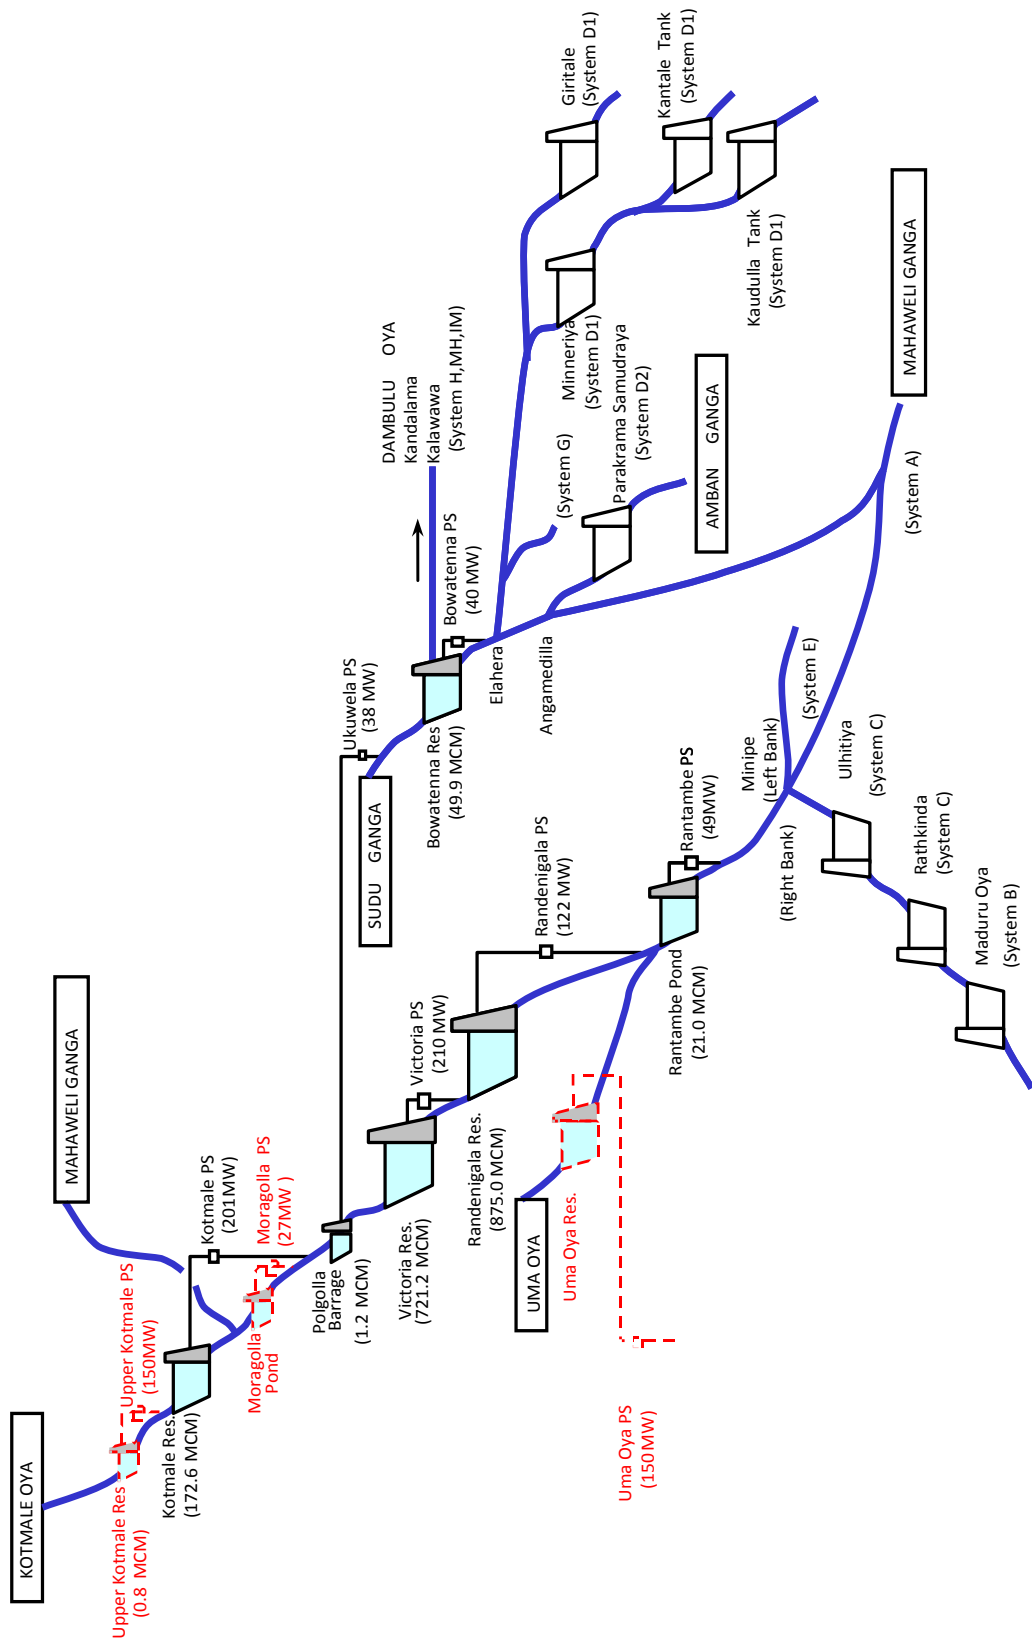 KOTMALE OYA
Upper Kotmale Res
(0.8 MCM)
Upper Kotmale PS
(150MW)
Kotmale Res.
(172.6 MCM)
MAHAWELI GANGA
Kotmale PS
(201MW)
Moragolla
Pond
Moragolla PS
(27MW )
Polgolla
Barrage
(1.2 MCM)
Victoria Res.
(721.2 MCM)
Victoria PS
(210 MW)
Randenigala Res.
(875.0 MCM)
Randenigala PS
(122 MW)
UMA OYA
Uma Oya Res.
Uma Oya PS
(150MW)
Rantambe Pond
(21.0 MCM)
Rantambe PS
(49MW)
SUDU GANGA
Ukuwela PS
(38 MW)
Bowatenna Res
(49.9 MCM)
Bowatenna PS
(40 MW)
DAMBULU OYA
Kandalama
Kalawawa
(System H,MH,IM)
Elahera
Angamedilla
(System G)
Parakrama Samudraya
(System D2)
AMBAN GANGA
Minneriya
(System D1)
Giritale
(System D1)
Kantale Tank
(System D1)
Kaudulla Tank
(System D1)
Minipe
(Left Bank)
(Right Bank)
(System E)
Ulhitiya
(System C)
Rathkinda
(System C)
Maduru Oya
(System B)
(System A)
MAHAWELI GANGA